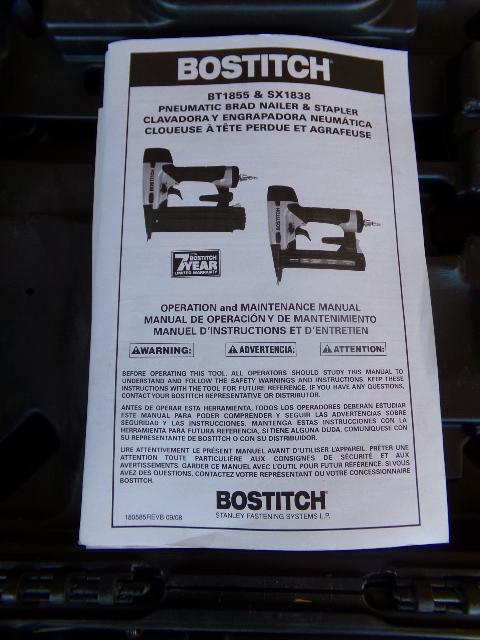 BOSTITCH
BT1855 & SX1838
PNEUMATIC BRAD NAILER & STAPLER
CLAVADORA Y ENGRAPADORA NEUMÁTICA
CLOUEUSE À TÊTE PERDUE ET AGRAFEUSE
BOSTITCH
BOSTITCH
BOSTITCH
7 YEAR
LIMITED WARRANTY
OPERATION and MAINTENANCE MANUAL
MANUAL DE OPERACIÓN Y DE MANTENIMIENTO
MANUEL D'INSTRUCTIONS ET D'ENTRETIEN
WARNING: ADVERTENCIA: ATTENTION:
BEFORE OPERATING THIS TOOL, ALL OPERATORS SHOULD STUDY THIS MANUAL TO
UNDERSTAND AND FOLLOW THE SAFETY WARNINGS AND INSTRUCTIONS. KEEP THESE
INSTRUCTIONS WITH THE TOOL FOR FUTURE REFERENCE. IF YOU HAVE ANY QUESTIONS,
CONTACT YOUR BOSTITCH REPRESENTATIVE OR DISTRIBUTOR.
ANTES DE OPERAR ESTA HERRAMIENTA, TODOS LOS OPERADORES DEBERÁN ESTUDIAR
ESTE MANUAL PARA PODER COMPRENDER Y SEGUIR LAS ADVERTENCIAS SOBRE
SEGURIDAD Y LAS INSTRUCCIONES. MANTENGA ESTAS INSTRUCCIONES CON LA
HERRAMIENTA PARA FUTURA REFERENCIA. SI TIENE ALGUNA DUDA, COMUNÍQUESE CON
SU REPRESENTANTE DE BOSTITCH O CON SU DISTRIBUIDOR.
LIRE ATTENTIVEMENT LE PRÉSENT MANUEL AVANT D'UTILISER L'APPAREIL. PRÊTER UNE
ATTENTION TOUTE PARTICULIÈRE AUX CONSIGNES DE SÉCURITÉ ET AUX
AVERTISSEMENTS. GARDER CE MANUEL AVEC L'OUTIL POUR FUTUR RÉFÉRENCE. SI VOUS
AVEZ DES QUESTIONS, CONTACTEZ VOTRE REPRÉSENTANT OU VOTRE CONCESSIONNAIRE
BOSTITCH.
BOSTITCH
STANLEY FASTENING SYSTEMS L.P.
180585REVB 09/08